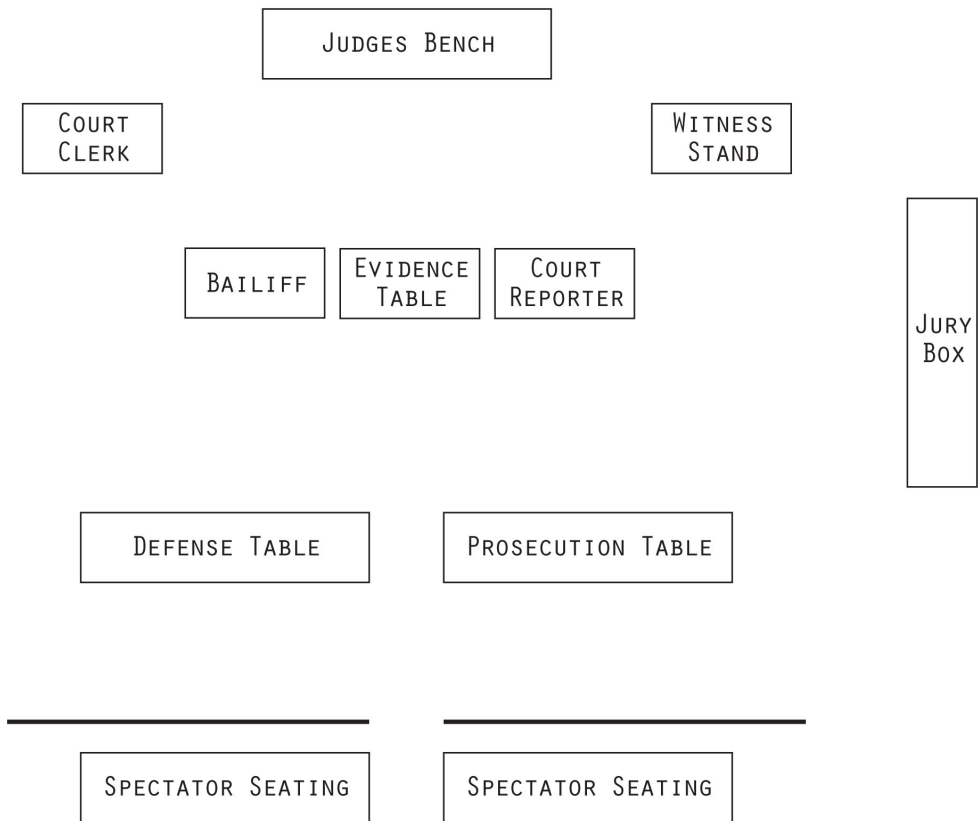 Judges Bench
Court
Clerk
Witness
Stand
Bailiff
Evidence
Table
Court
Reporter
Jury
Box
Defense Table
Prosecution Table
Spectator Seating
Spectator Seating